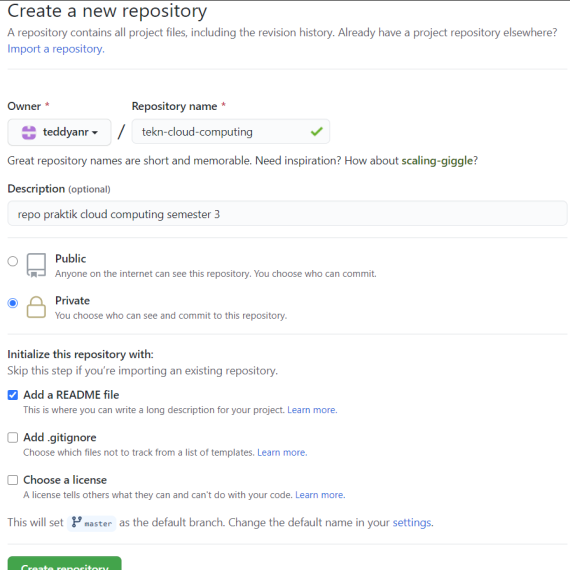 Create a new repository
A repository contains all project files, including the revision history. Already have a project repository elsewhere?
Import a repository.
Owner * Repository name *
teddyanr / tekn-cloud-computing
Great repository names are short and memorable. Need inspiration? How about scaling-giggle?
Description (optional)
repo praktik cloud computing semester 3
Public
Anyone on the internet can see this repository. You choose who can commit.
Private
You choose who can see and commit to this repository.
Initialize this repository with:
Skip this step if you're importing an existing repository.
Add a README file
This is where you can write a long description for your project. Learn more.
Add .gitignore
Choose which files not to track from a list of templates. Learn more.
Choose a license
A license tells others what they can and can't do with your code. Learn more.
This will set master as the default branch. Change the default name in your settings.
Create repository